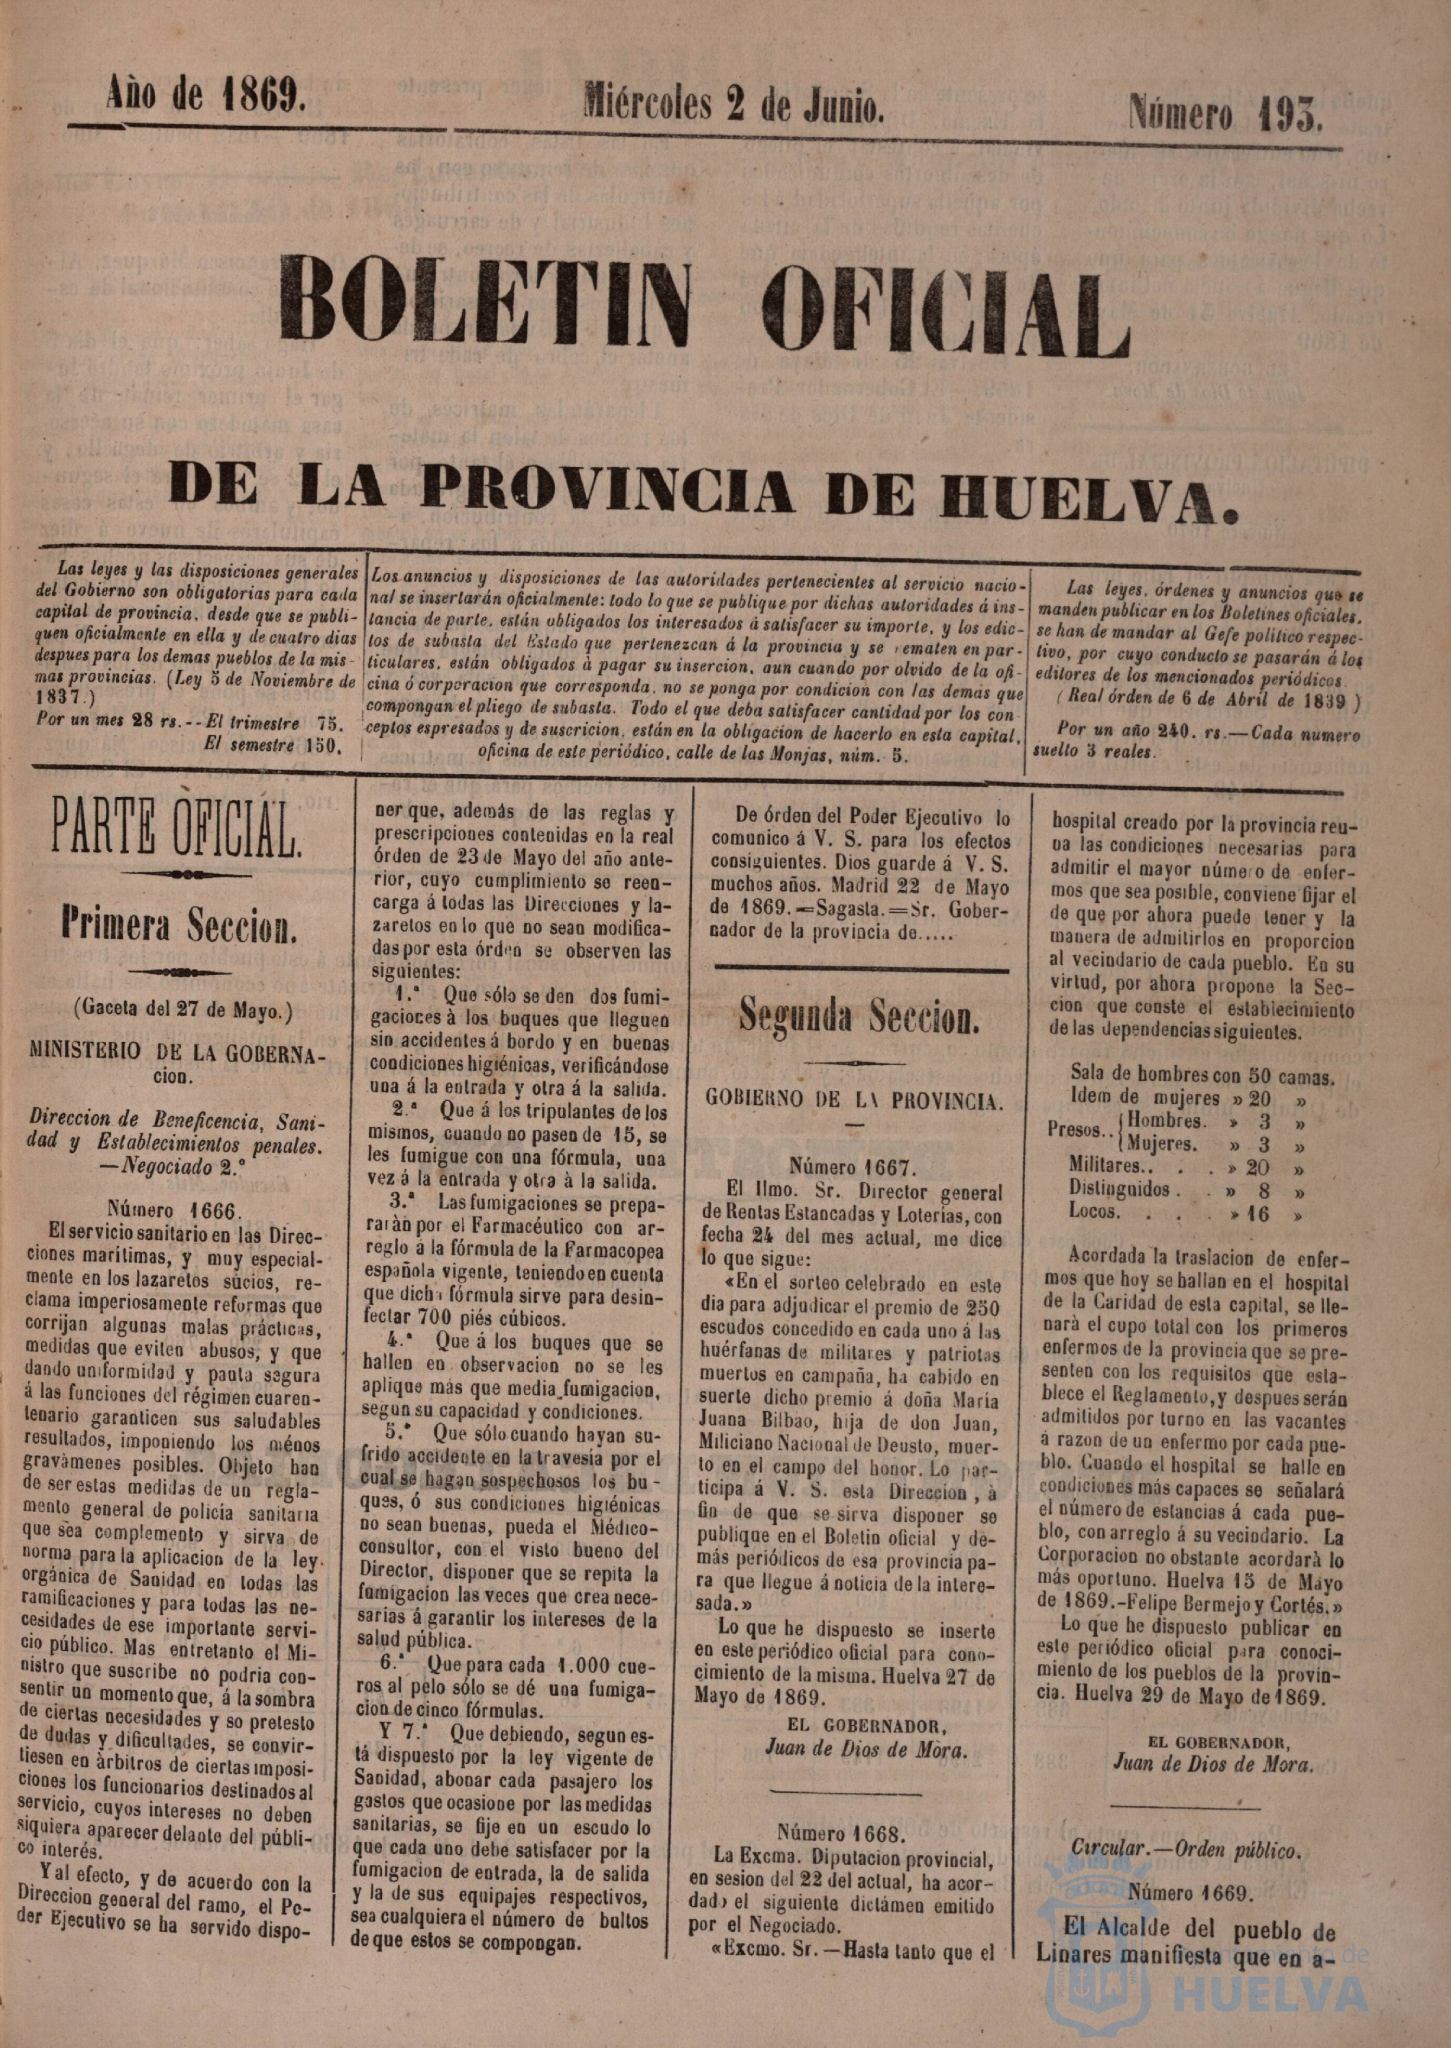 Año de 1869.
Miércoles 2 de Junio.
Número 193.
BOLETIN OFICIAL
DE LA PROVINCIA DE HUELVA.
Las leyes y las disposiciones generales
del Gobierno son obligatorias para cada
capital de provincia, desde que se publi-
quen oficialmente en ella y de cuatro dias
despues para los demas pueblos de la mis-
mas provincias. (Ley 5 de Noviembre de
1837.)
Por un mes 28 rs.--El trimestre 75.
El semestre 150.
Los anuncios y disposiciones de las autoridades pertenecientes al servicio nacio-
nal se insertarán oficialmente: todo lo que se publique por dichas autoridades á ins-
tancia de parte, están obligados los interesados á satisfacer su importe, y los edic-
tos de subasta del Estado que pertenezcan á la provincia y se rematen en par-
ticulares, están obligados à pagar su insercion, aun cuando por olvido de la ofi-
cina ó corporacion que corresponda, no se ponga por condicion con las demás que
compongan el pliego de subasta. Todo el que deba satisfacer cantidad por los con-
ceptos espresados y de suscricion, están en la obligacion de hacerlo en esta capital,
oficina de este periódico, calle de las Monjas, núm. 5.
Las leyes, órdenes y anuncios que se
manden publicar en los Boletines oficiales,
se han de mandar al Gefe politico respec-
tivo, por cuyo conducto se pasarán á los
editores de los mencionados periódicos.
(Real órden de 6 de Abril de 1839)
Por un año 240. rs.—Cada numero
suelto 3 reales.
PARTE OFICIAL.
Primera Seccion.
(Gaceta del 27 de Mayo.)
MINISTERIO DE LA GOBERNA-
cion.
Direccion de Beneficencia, Sani-
dad y Establecimientos penales.
—Negociado 2.°
Número 1666.
El servicio sanitario en las Direc-
ciones marítimas, y muy especial-
mente en los lazaretos súcios, re-
clama imperiosamente reformas que
corrijan algunas malas prácticas,
medidas que eviten abusos, y que
dando uniformidad y pauta segura
á las funciones del régimen cuaren-
tenario garanticen sus saludables
resultados, imponiendo los ménos
gravámenes posibles. Objeto han
de ser estas medidas de un regla-
mento general de policía sanitaria
que sea complemento y sirva de
norma para la aplicacion de la ley
orgánica de Sanidad en todas las
ramificaciones y para todas las ne-
cesidades de ese importante servi-
cio público. Mas entretanto el Mi-
nistro que suscribe no podria con-
sentir un momento que, á la sombra
de ciertas necesidades y so pretesto
de dudas y dificultades, se convir-
tiesen en àrbitros de ciertas imposi-
ciones los funcionarios destinados al
servicio, cuyos intereses no deben
siquiera aparecer delante del públi-
co interés.
Y al efecto, y de acuerdo con la
Direccion general del ramo, el Po-
der Ejecutivo se ha servido dispo-
ner que, además de las reglas y
prescripciones contenidas en la real
órden de 23 de Mayo del año ante-
rior, cuyo cumplimiento se reen-
carga á todas las Direcciones y la-
zaretos en lo que no sean modifica-
das por esta órden se observen las
siguientes:
1.ª Que sólo se den dos fumi-
gaciones à los buques que lleguen
sin accidentes á bordo y en buenas
condiciones higiénicas, verificándose
una á la entrada y otra á la salida.
2.ª Que á los tripulantes de los
mismos, cuando no pasen de 15, se
les fumigue con una fórmula, una
vez á la entrada y otra à la salida.
3.ª Las fumigaciones se prepa-
raràn por el Farmacéutico con ar-
reglo á la fórmula de la Farmacopea
española vigente, teniendo en cuenta
que dicha fórmula sirve para desin-
fectar 700 piés cúbicos.
4.ª Que á los buques que se
hallen en observacion no se les
aplique más que media fumigacion,
segun su capacidad y condiciones.
5.ª Que sólo cuando hayan su-
frido accidente en la travesía por el
cual se hagan sospechosos los bu-
ques, ó sus condiciones higiénicas
no sean buenas, pueda el Médico-
consultor, con el visto bueno del
Director, disponer que se repita la
fumigacion las veces que crea nece-
sarias á garantir los intereses de la
salud pública.
6.ª Que para cada 1.000 cue-
ros al pelo sólo se dé una fumiga-
cion de cinco fórmulas.
Y 7.ª Que debiendo, segun es-
tá dispuesto por la ley vigente de
Sanidad, abonar cada pasajero los
gastos que ocasione por las medidas
sanitarias, se fije en un escudo lo
que cada uno debe satisfacer por la
fumigacion de entrada, la de salida
y la de sus equipajes respectivos,
sea cualquiera el número de bultos
de que estos se compongan.
De órden del Poder Ejecutivo lo
comunico á V. S. para los efectos
consiguientes. Dios guarde á V. S.
muchos años. Madrid 22 de Mayo
de 1869.=Sagasta.=Sr. Gober-
nador de la provincia de.....
Segunda Seccion.
GOBIERNO DE LA PROVINCIA.
Número 1667.
El Ilmo. Sr. Director general
de Rentas Estancadas y Loterias, con
fecha 24 del mes actual, me dice
lo que sigue:
«En el sorteo celebrado en este
dia para adjudicar el premio de 250
escudos concedido en cada uno á las
huérfanas de militares y patriotas
muertos en campaña, ha cabido en
suerte dicho premio á doña María
Juana Bilbao, hija de don Juan,
Miliciano Nacional de Deusto, muer-
to en el campo del honor. Lo par-
ticipa á V. S. esta Direccion, à
fin de que se sirva disponer se
publique en el Boletin oficial y de-
más periódicos de esa provincia pa-
ra que llegue á noticia de la intere-
sada.»
Lo que he dispuesto se inserte
en este periódico oficial para cono-
cimiento de la misma. Huelva 27 de
Mayo de 1869.
EL GOBERNADOR,
Juan de Dios de Mora.
Número 1668.
La Excma. Diputacion provincial,
en sesion del 22 del actual, ha acor-
dado el siguiente dictámen emitido
por el Negociado.
«Excmo. Sr.—Hasta tanto que el
hospital creado por la provincia reu-
na las condiciones necesarias para
admitir el mayor número de enfer-
mos que sea posible, conviene fijar el
de que por ahora puede tener y la
manera de admitirlos en proporcion
al vecindario de cada pueblo. En su
virtud, por ahora propone la Sec-
cion que conste el establecimiento
de las dependencias siguientes.
Sala de hombres con 50 camas.
Idem de mujeres » 20 »
Presos.. { Hombres. » 3 »
{ Mujeres. » 3 »
Militares.. . . » 20 »
Distinguidos . . » 8 »
Locos. . . . » 16 »
Acordada la traslacion de enfer-
mos que hoy se hallan en el hospital
de la Caridad de esta capital, se lle-
nará el cupo total con los primeros
enfermos de la provincia que se pre-
senten con los requisitos que esta-
blece el Reglamento, y despues serán
admitidos por turno en las vacantes
á razon de un enfermo por cada pue-
blo. Cuando el hospital se halle en
condiciones más capaces se señalará
el número de estancias á cada pue-
blo, con arreglo á su vecindario. La
Corporacion no obstante acordarà lo
más oportuno. Huelva 15 de Mayo
de 1869.-Felipe Bermejo y Cortés.»
Lo que he dispuesto publicar en
este periódico oficial para conoci-
miento de los pueblos de la provin-
cia. Huelva 29 de Mayo de 1869.
EL GOBERNADOR,
Juan de Dios de Mora.
Circular.—Orden público.
Número 1669.
El Alcalde del pueblo de
Linares manifiesta que en a-
HUELVA